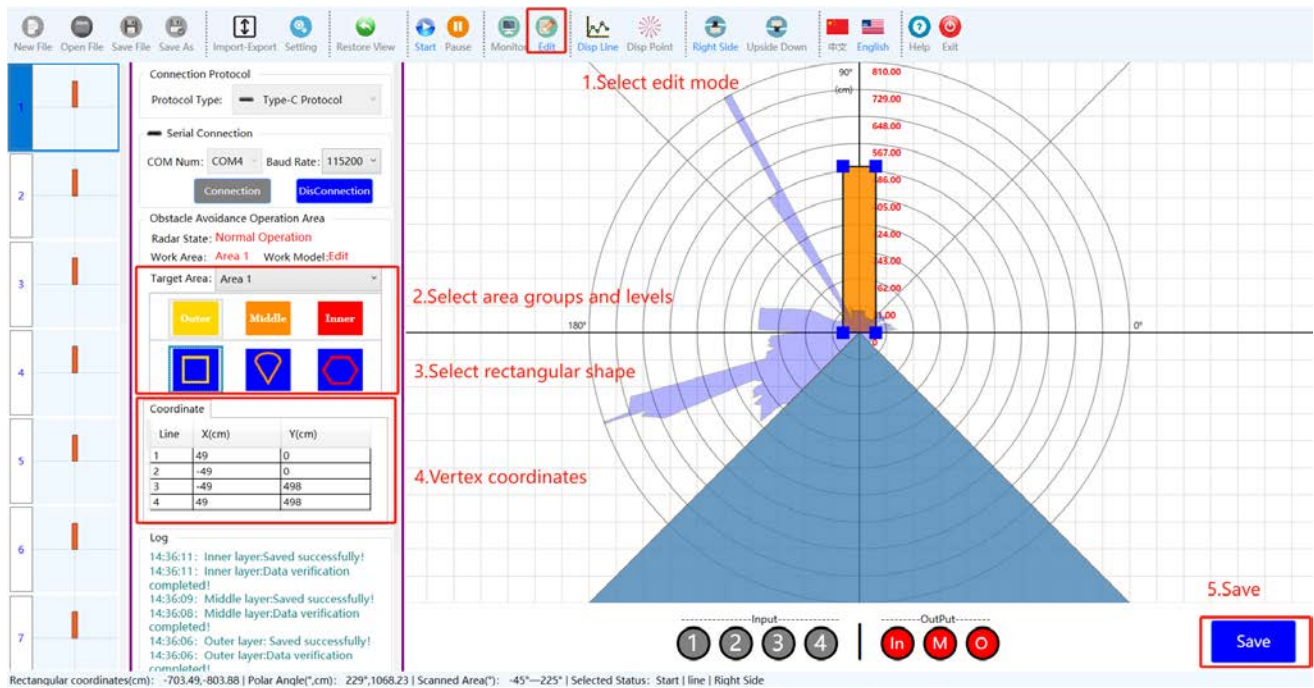 New File Open File Save File Save As Import-Export Setting Restore View Start Pause Monitor Edit Disp Line Disp Point Right Side Upside Down 中文 English Help Exit
1
2
3
4
5
6
7
Connection Protocol
Protocol Type: Type-C Protocol
Serial Connection
COM Num: COM4 Baud Rate: 115200
Connection DisConnection
Obstacle Avoidance Operation Area
Radar State: Normal Operation
Work Area: Area 1 Work Model:Edit
Target Area: Area 1
Outer Middle Inner
Coordinate
Line X(cm) Y(cm)
1 49 0
2 -49 0
3 -49 498
4 49 498
Log
14:36:11: Inner layer:Saved successfully!
14:36:11: Inner layer:Data verification
completed!
14:36:09: Middle layer:Saved successfully!
14:36:08: Middle layer:Data verification
completed!
14:36:06: Outer layer: Saved successfully!
14:36:06: Outer layer:Data verification
completed!
1.Select edit mode
2.Select area groups and levels
3.Select rectangular shape
4.Vertex coordinates
5.Save
90° 810.00
(cm) 729.00
648.00
567.00
180°
0°
Input
1 2 3 4
OutPut
In M O
Save
Rectangular coordinates(cm): -703.49,-803.88 | Polar Angle(°,cm): 229°,1068.23 | Scanned Area(°): -45°—225° | Selected Status: Start | line | Right Side